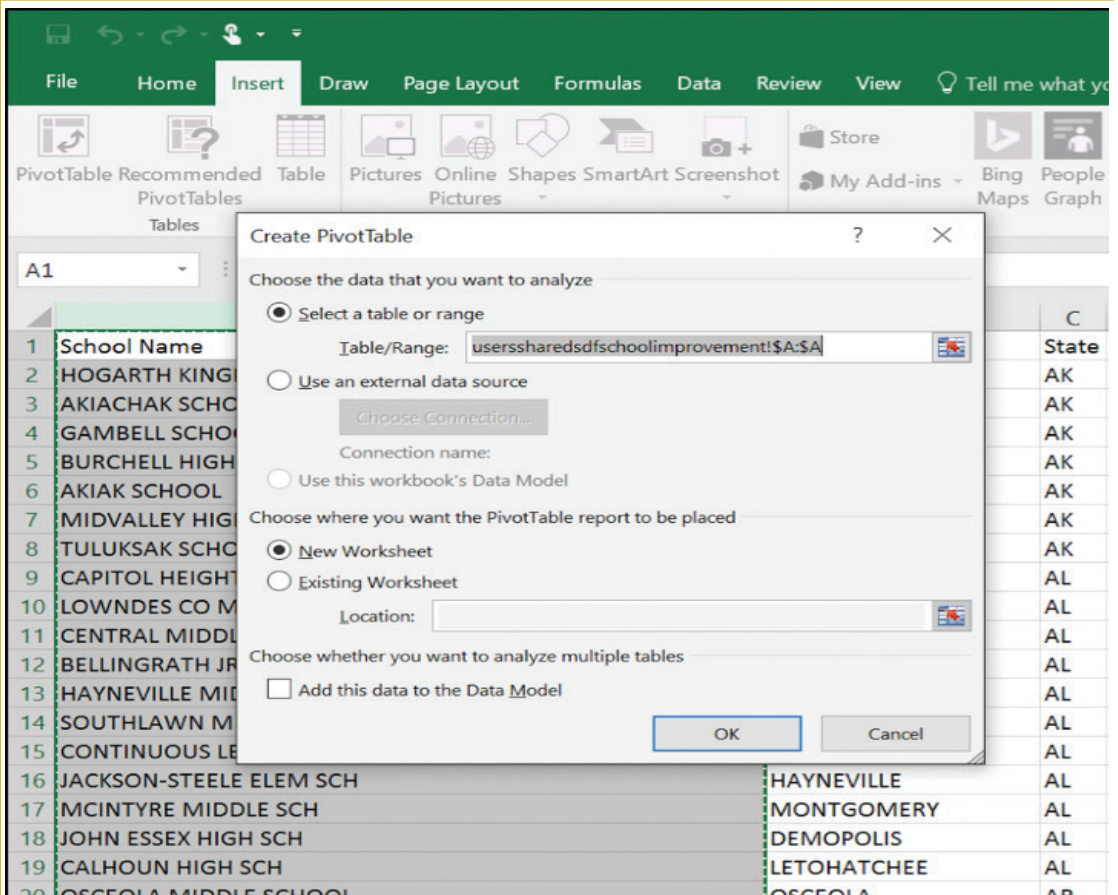 File Home Insert Draw Page Layout Formulas Data Review View Tell me what yo
PivotTable Recommended PivotTables Table Pictures Online Pictures Shapes SmartArt Screenshot Store My Add-ins Bing Maps People Graph
Tables
Create PivotTable ?
A1
Choose the data that you want to analyze
Select a table or range
Table/Range: userssharedsdfschoolimprovement!$A:$A
Use an external data source
Choose Connection...
Connection name:
Use this workbook's Data Model
Choose where you want the PivotTable report to be placed
New Worksheet
Existing Worksheet
Location:
Choose whether you want to analyze multiple tables
Add this data to the Data Model
OK Cancel
C
1 School Name State
2 HOGARTH KING AK
3 AKIACHAK SCHO AK
4 GAMBELL SCHO AK
5 BURCHELL HIGH AK
6 AKIAK SCHOOL AK
7 MIDVALLEY HIG AK
8 TULUKSAK SCHO AK
9 CAPITOL HEIGHT AL
10 LOWNDES CO M AL
11 CENTRAL MIDDL AL
12 BELLINGRATH JR AL
13 HAYNEVILLE MID AL
14 SOUTHLAWN M AL
15 CONTINUOUS LE AL
16 JACKSON-STEELE ELEM SCH HAYNEVILLE AL
17 MCINTYRE MIDDLE SCH MONTGOMERY AL
18 JOHN ESSEX HIGH SCH DEMOPOLIS AL
19 CALHOUN HIGH SCH LETOHATCHEE AL
20 OSCEOLA MIDDLE SCHOOL OSCEOLA AR